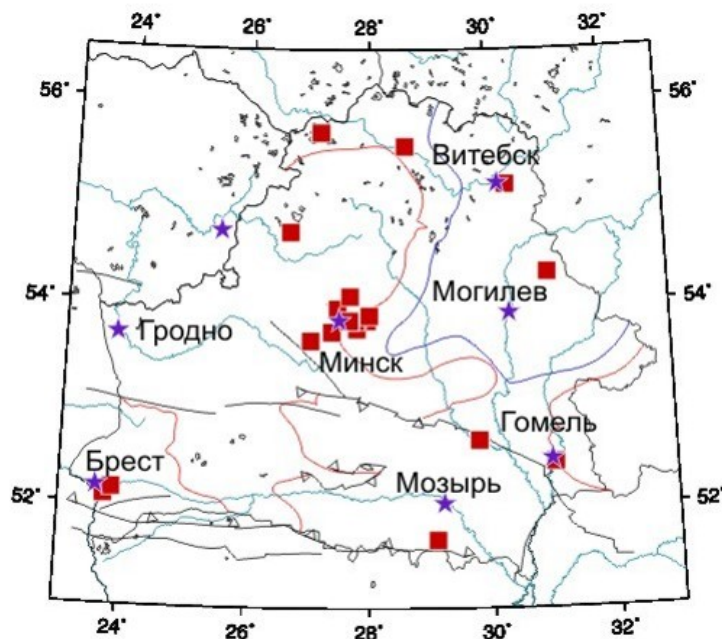 24° 26° 28° 30° 32°
56° 56°
Витебск
54° Могилев 54°
Гродно
Минск
Гомель
Брест
Мозырь
52° 52°
24° 26° 28° 30° 32°